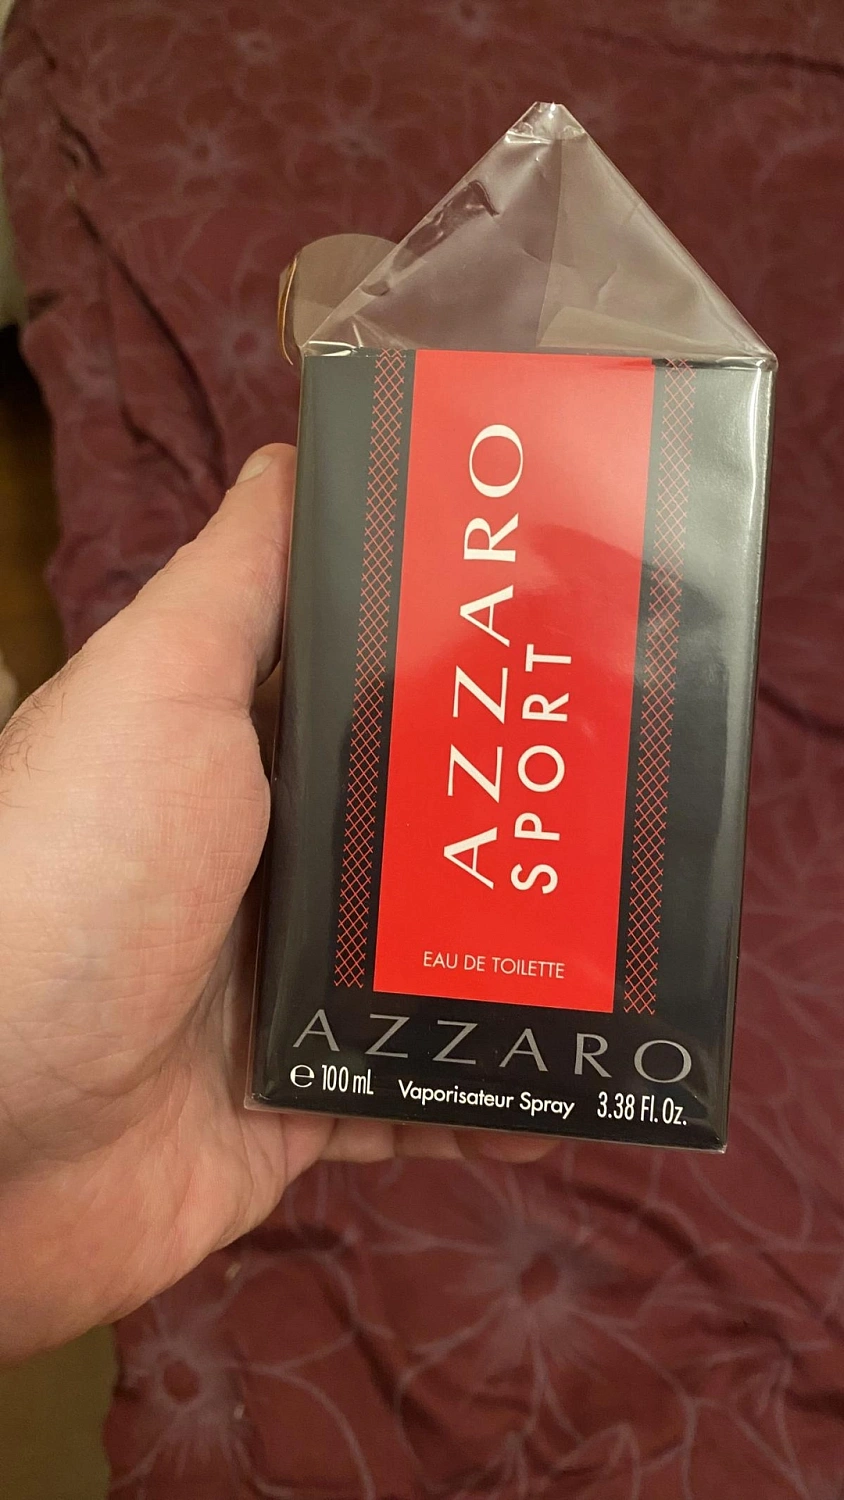 AZZARO
SPORT
EAU DE TOILETTE
AZZARO
℮ 100 mL Vaporisateur Spray 3.38 Fl. Oz.